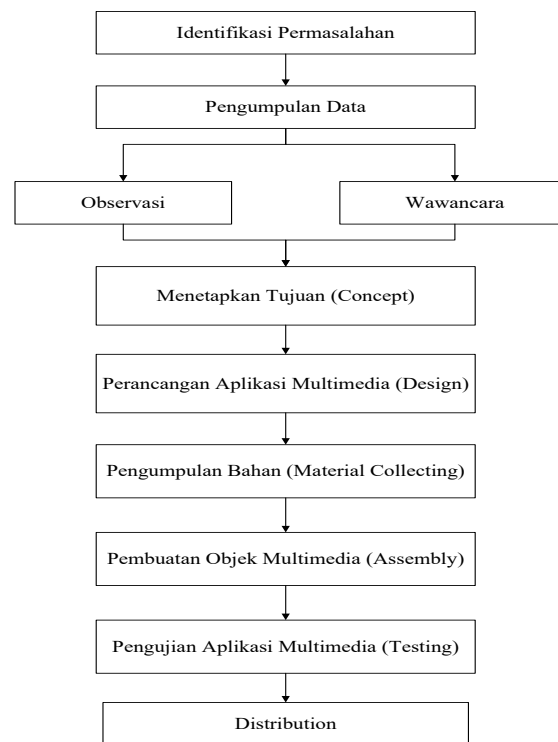 Identifikasi Permasalahan
Pengumpulan Data
Observasi
Wawancara
Menetapkan Tujuan (Concept)
Perancangan Aplikasi Multimedia (Design)
Pengumpulan Bahan (Material Collecting)
Pembuatan Objek Multimedia (Assembly)
Pengujian Aplikasi Multimedia (Testing)
Distribution